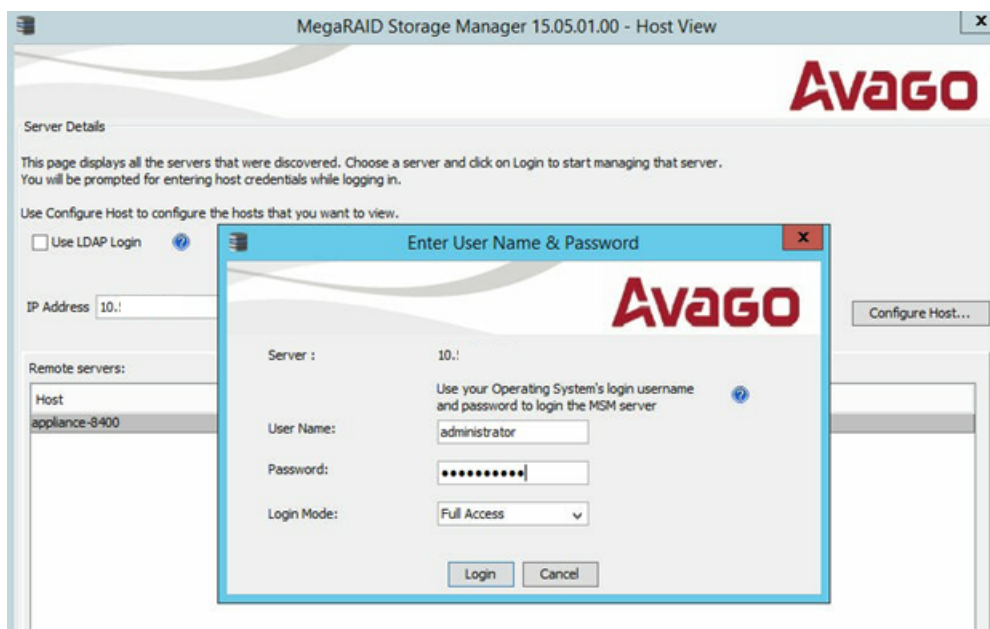 MegaRAID Storage Manager 15.05.01.00 - Host View
x
AVAGO
Server Details
This page displays all the servers that were discovered. Choose a server and click on Login to start managing that server.
You will be prompted for entering host credentials while logging in.
Use Configure Host to configure the hosts that you want to view.
Use LDAP Login
IP Address 10.
Configure Host...
Remote servers:
Host
appliance-8400
Enter User Name & Password
x
AVAGO
Server : 10.
Use your Operating System's login username
and password to login the MSM server
User Name: administrator
Password: ●●●●●●●●●●
Login Mode: Full Access
Login Cancel